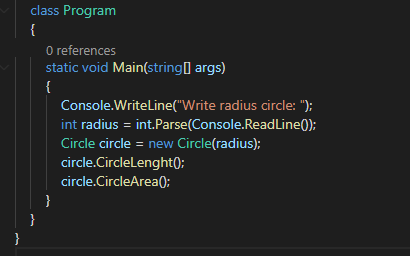 class Program
{
0 references
static void Main(string[] args)
{
Console.WriteLine("Write radius circle: ");
int radius = int.Parse(Console.ReadLine());
Circle circle = new Circle(radius);
circle.CircleLenght();
circle.CircleArea();
}
}
}